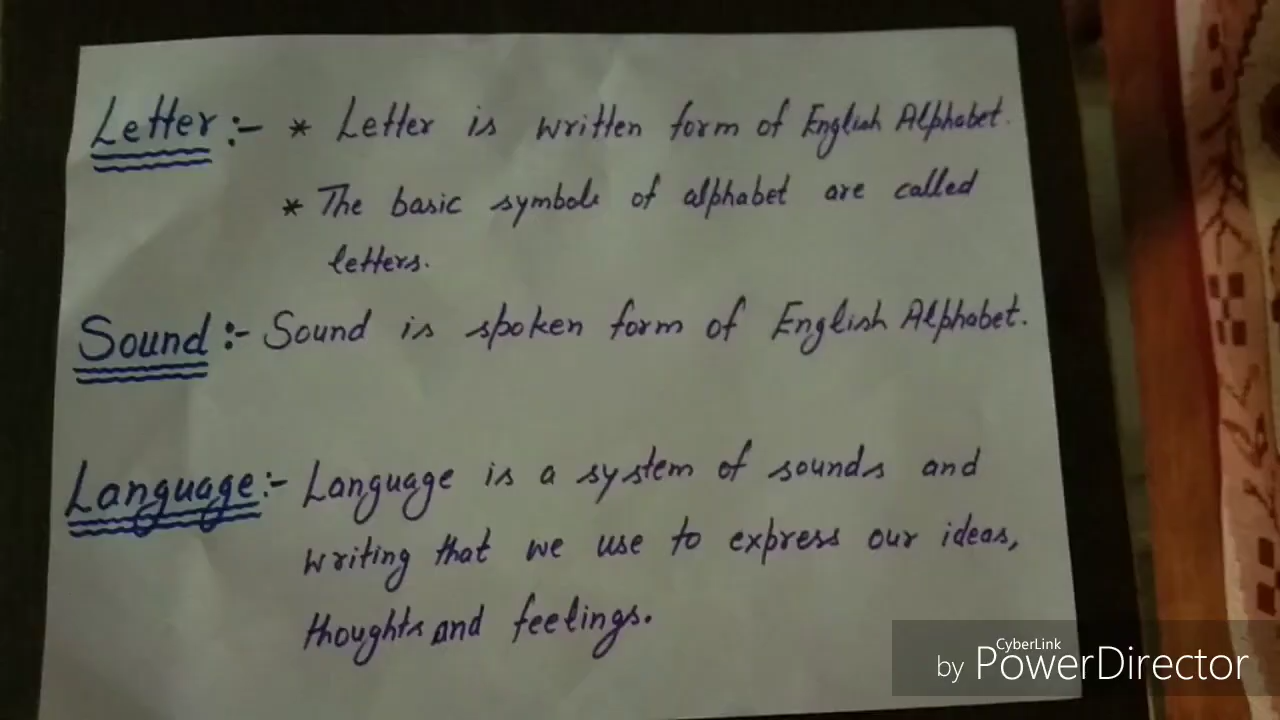 Letter :- * Letter is written form of English Alphabet.
* The basic symbols of alphabet are called
letters.
Sound :- Sound is spoken form of English Alphabet.
Language :- Language is a system of sounds and
writing that we use to express our ideas,
thoughts and feelings.
CyberLink
by PowerDirector